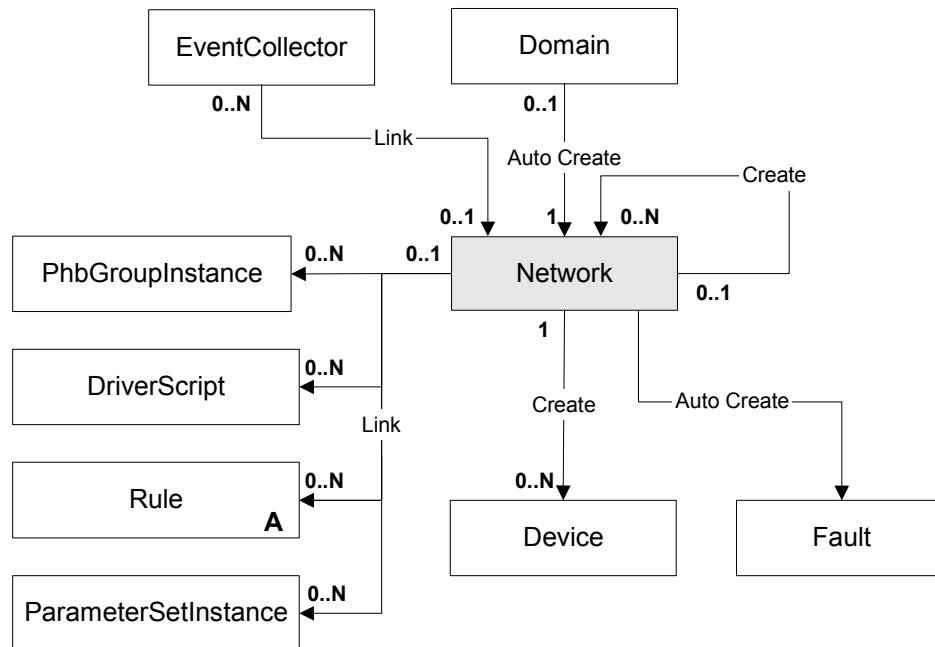 EventCollector
Domain
0..N
0..1
Link
Auto Create
Create
0..1
1
0..N
PhbGroupInstance
0..N
0..1
Network
0..1
1
DriverScript
0..N
Link
Create
Auto Create
Rule
A
0..N
0..N
Device
Fault
ParameterSetInstance
0..N